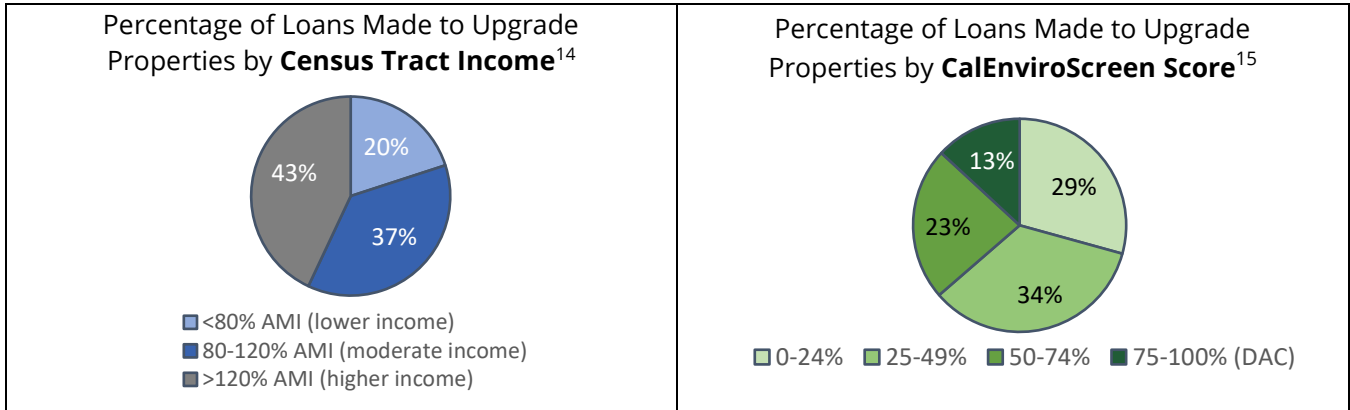 Percentage of Loans Made to Upgrade
Properties by Census Tract Income14
20%
43%
37%
<80% AMI (lower income)
80-120% AMI (moderate income)
>120% AMI (higher income)
Percentage of Loans Made to Upgrade
Properties by CalEnviroScreen Score15
13%
29%
23%
34%
0-24% 25-49% 50-74% 75-100% (DAC)